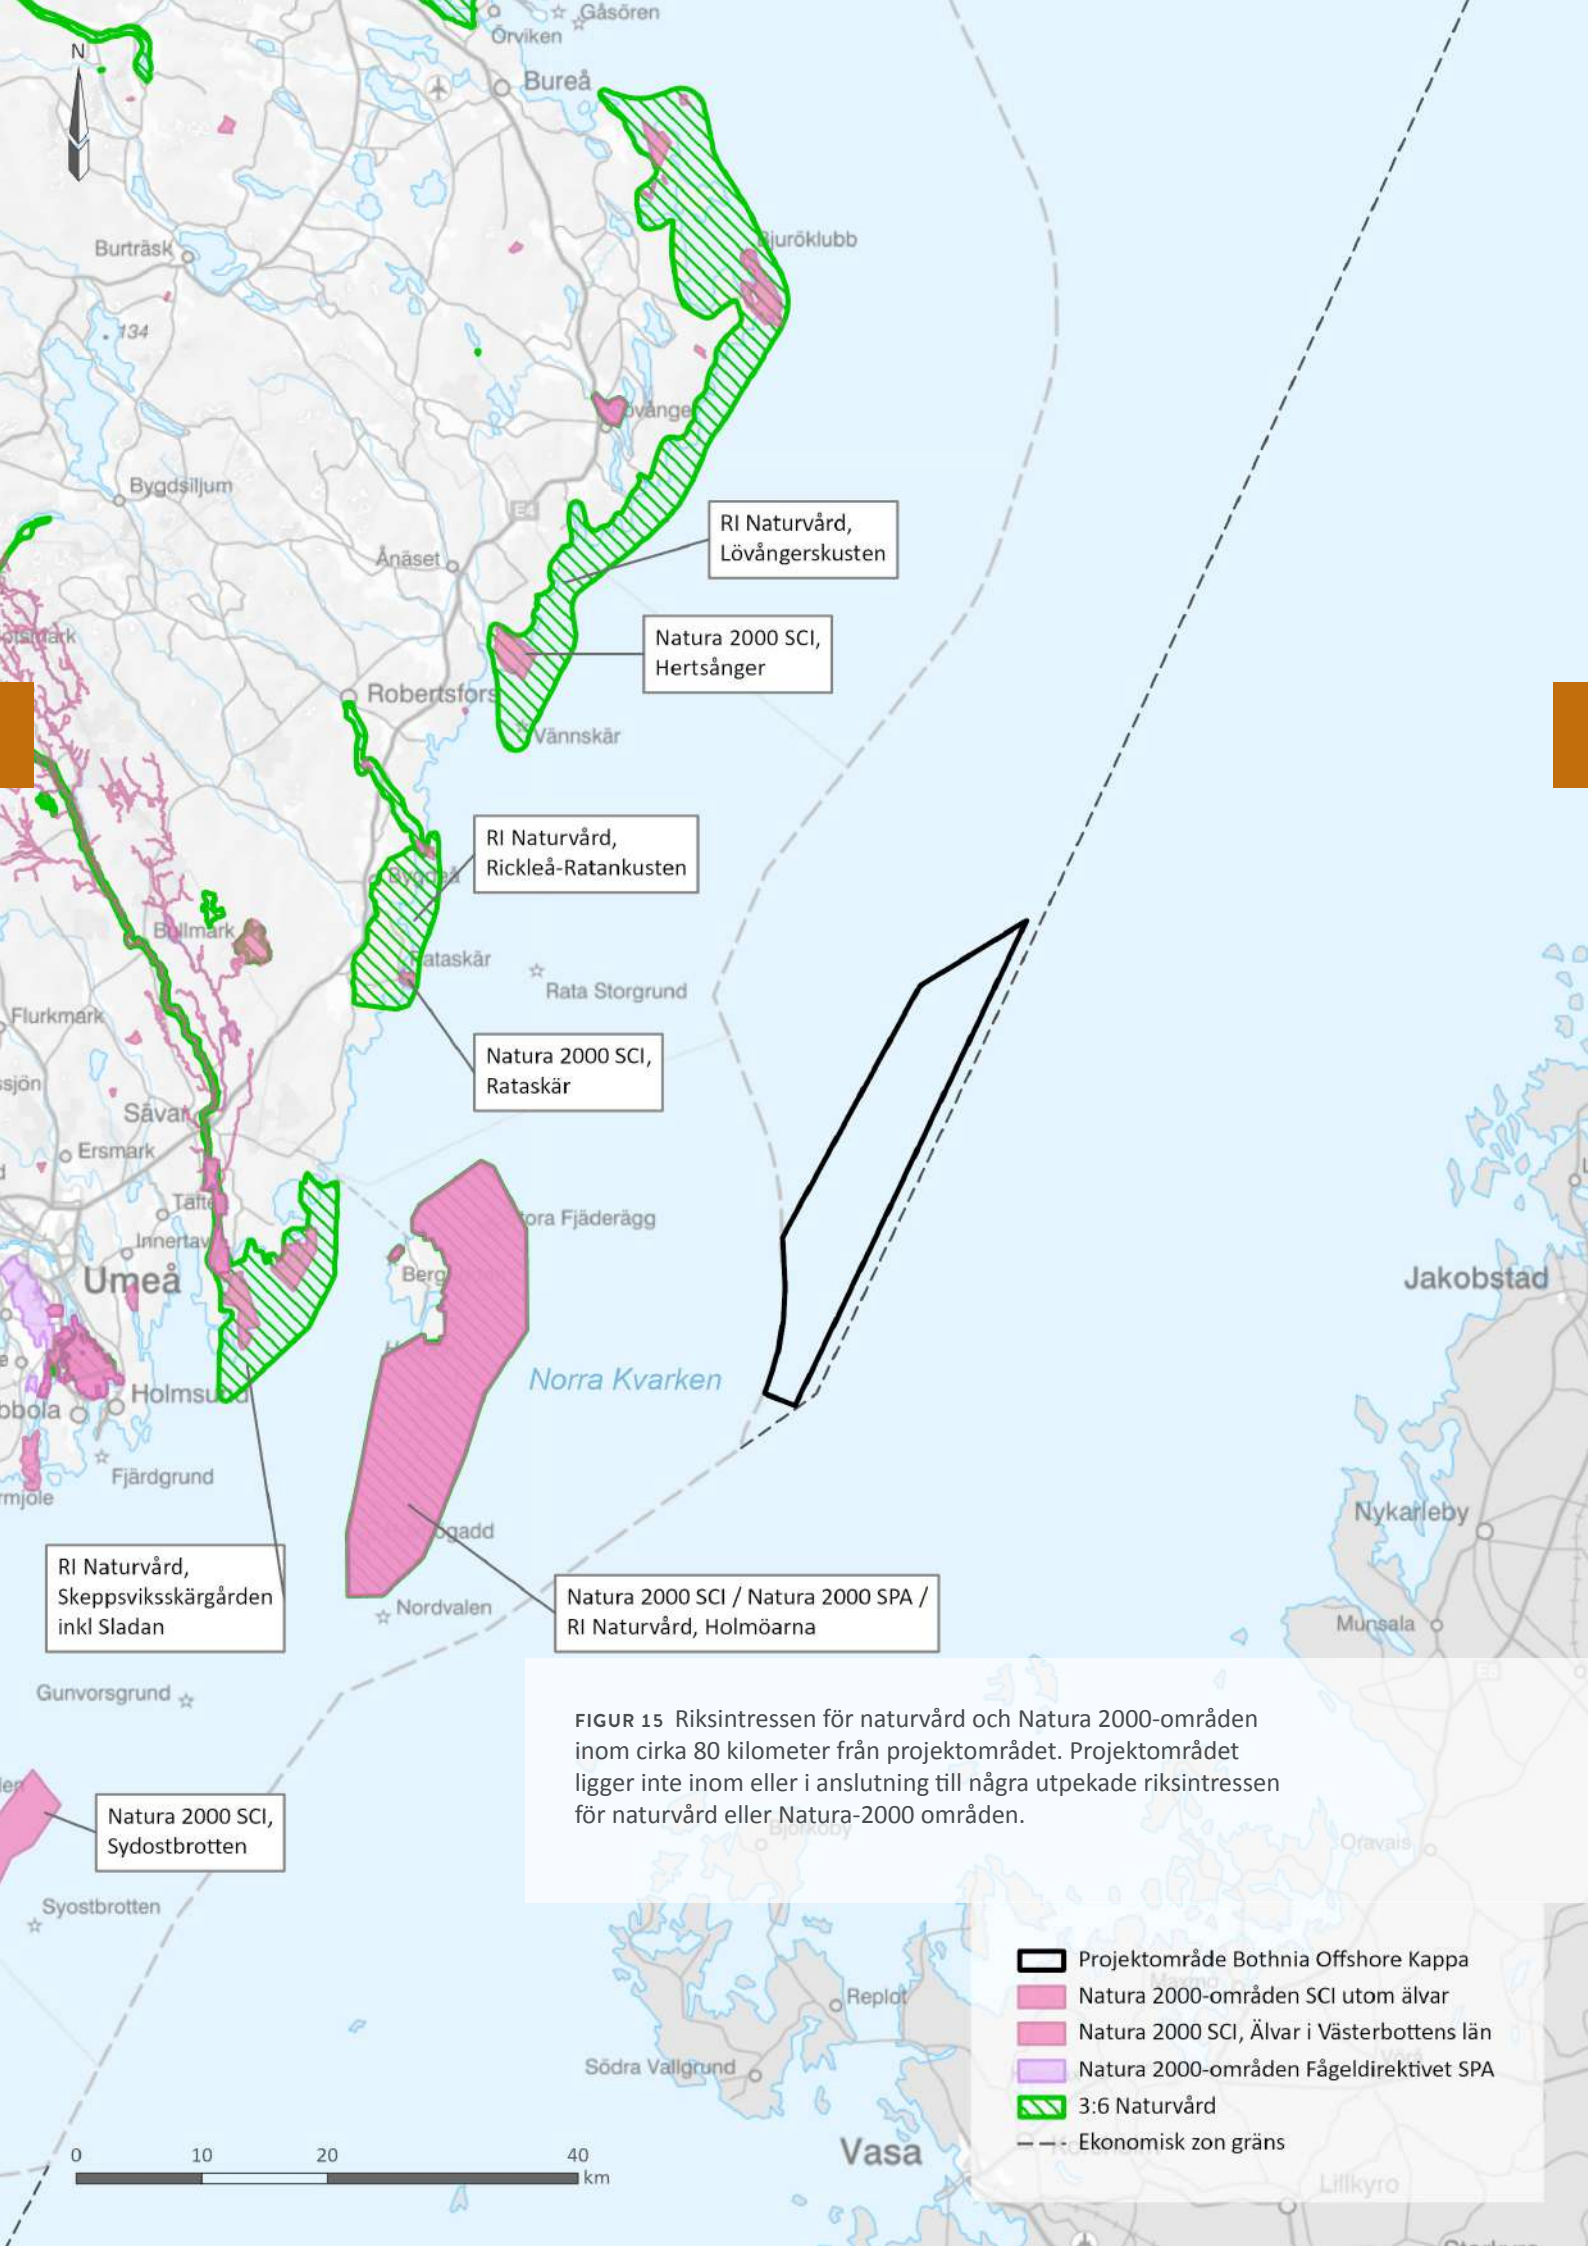 Gåsören
Örviken
N
Bureå
Bjuröklubb
Burträsk
134
Bygdsiljum
E4
RI Naturvård,
Lövångerskusten
Ånäset
Natura 2000 SCI,
Hertsånger
Robertsfors
Vännskär
RI Naturvård,
Rickleå-Ratankusten
Bygdeå
Bullmark
Rata Storgrund
Flurkmark
Natura 2000 SCI,
Rataskär
Sävar
Ersmark
Umeå
Jakobstad
Norra Kvarken
Holmsund
Fjärdgrund
Nykarleby
RI Naturvård,
Skeppsviksskärgården
inkl Sladan
Natura 2000 SCI / Natura 2000 SPA /
RI Naturvård, Holmöarna
Nordvalen
Munsala
E8
Gunvorsgrund
FIGUR 15 Riksintressen för naturvård och Natura 2000-områden
inom cirka 80 kilometer från projektområdet. Projektområdet
ligger inte inom eller i anslutning till några utpekade riksintressen
för naturvård eller Natura-2000 områden.
Natura 2000 SCI,
Sydostbrotten
Björköby
Oravais
Syostbrotten
Projektområde Bothnia Offshore Kappa
Natura 2000-områden SCI utom älvar
Natura 2000 SCI, Älvar i Västerbottens län
Natura 2000-områden Fågeldirektivet SPA
3:6 Naturvård
Ekonomisk zon gräns
Replot
Södra Vallgrund
Vasa
Lillkyro
0 10 20 40
km